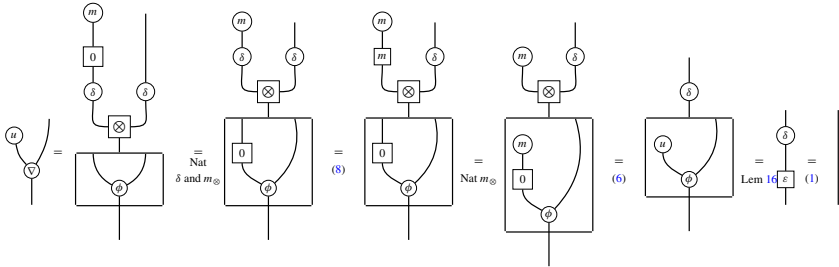 u ∇
=
m 0 δ δ ⊗ ϕ
=
Nat
δ and m⊗
m δ δ ⊗ 0 ϕ
=
(8)
m m δ ⊗ 0 ϕ
=
Nat m⊗
m δ ⊗ m 0 ϕ
=
(6)
δ u ϕ
=
Lem 16
δ ε
=
(1)